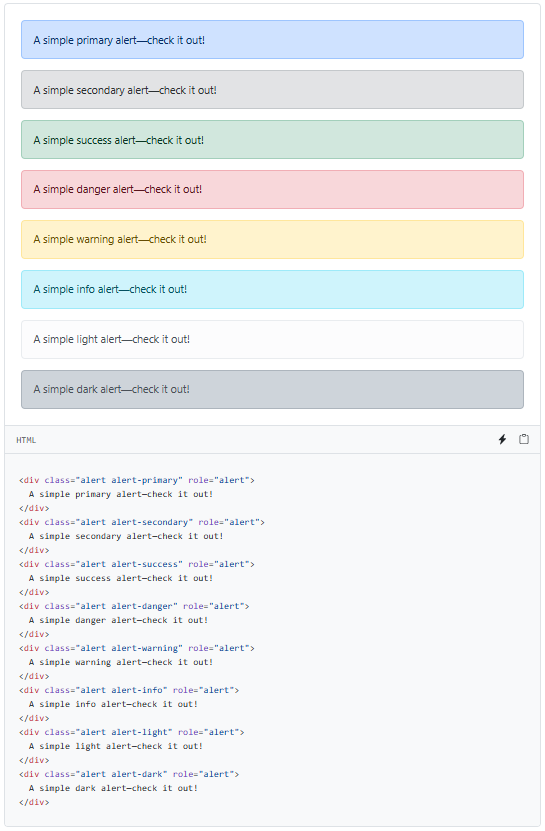 A simple primary alert—check it out!
A simple secondary alert—check it out!
A simple success alert—check it out!
A simple danger alert—check it out!
A simple warning alert—check it out!
A simple info alert—check it out!
A simple light alert—check it out!
A simple dark alert—check it out!
HTML
<div class="alert alert-primary" role="alert">
  A simple primary alert—check it out!
</div>
<div class="alert alert-secondary" role="alert">
  A simple secondary alert—check it out!
</div>
<div class="alert alert-success" role="alert">
  A simple success alert—check it out!
</div>
<div class="alert alert-danger" role="alert">
  A simple danger alert—check it out!
</div>
<div class="alert alert-warning" role="alert">
  A simple warning alert—check it out!
</div>
<div class="alert alert-info" role="alert">
  A simple info alert—check it out!
</div>
<div class="alert alert-light" role="alert">
  A simple light alert—check it out!
</div>
<div class="alert alert-dark" role="alert">
  A simple dark alert—check it out!
</div>